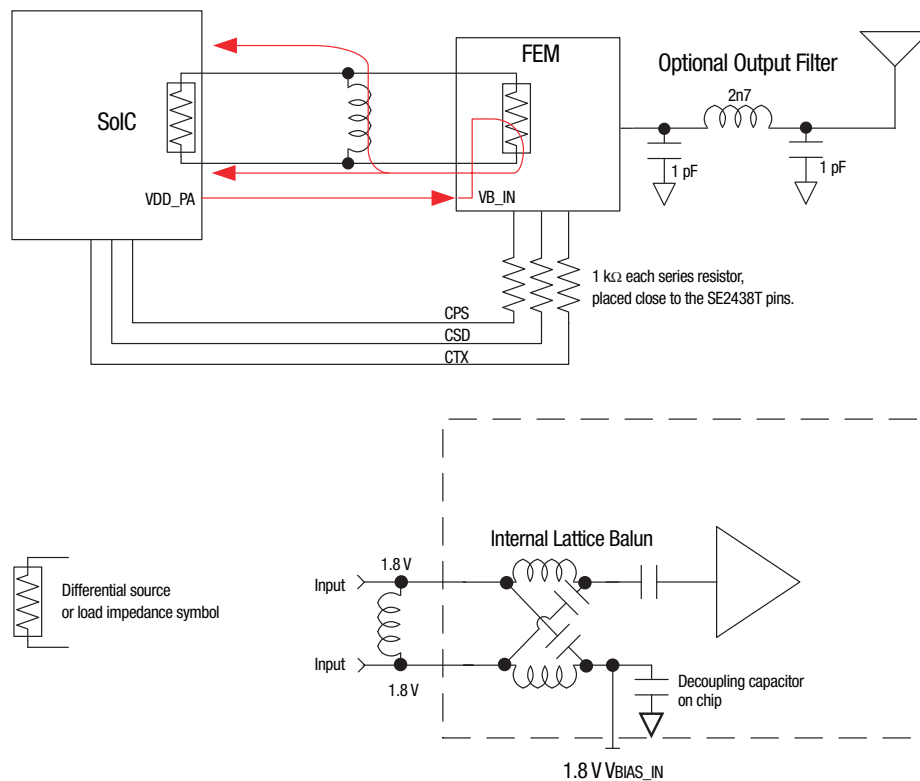 FEM
Optional Output Filter
2n7
SoIC
1 pF
1 pF
VDD_PA
VB_IN
1 kΩ each series resistor,
placed close to the SE2438T pins.
CPS
CSD
CTX
Internal Lattice Balun
1.8 V
Input
Differential source
or load impedance symbol
Input
1.8 V
Decoupling capacitor
on chip
1.8 V VBIAS_IN